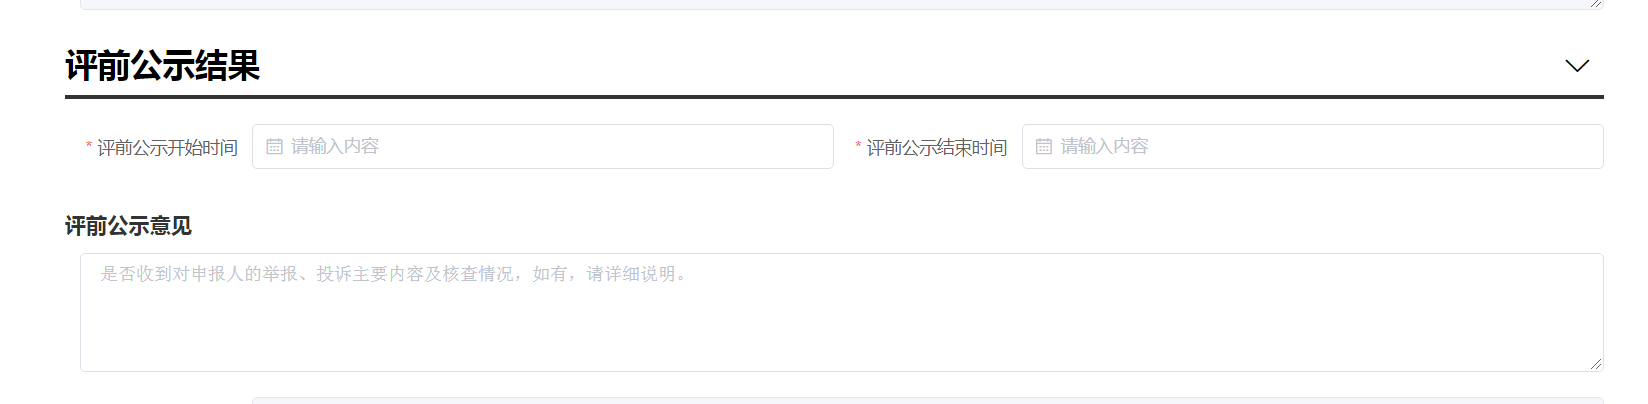 评前公示结果
* 评前公示开始时间 请输入内容 * 评前公示结束时间 请输入内容
评前公示意见
是否收到对申报人的举报、投诉主要内容及核查情况，如有，请详细说明。